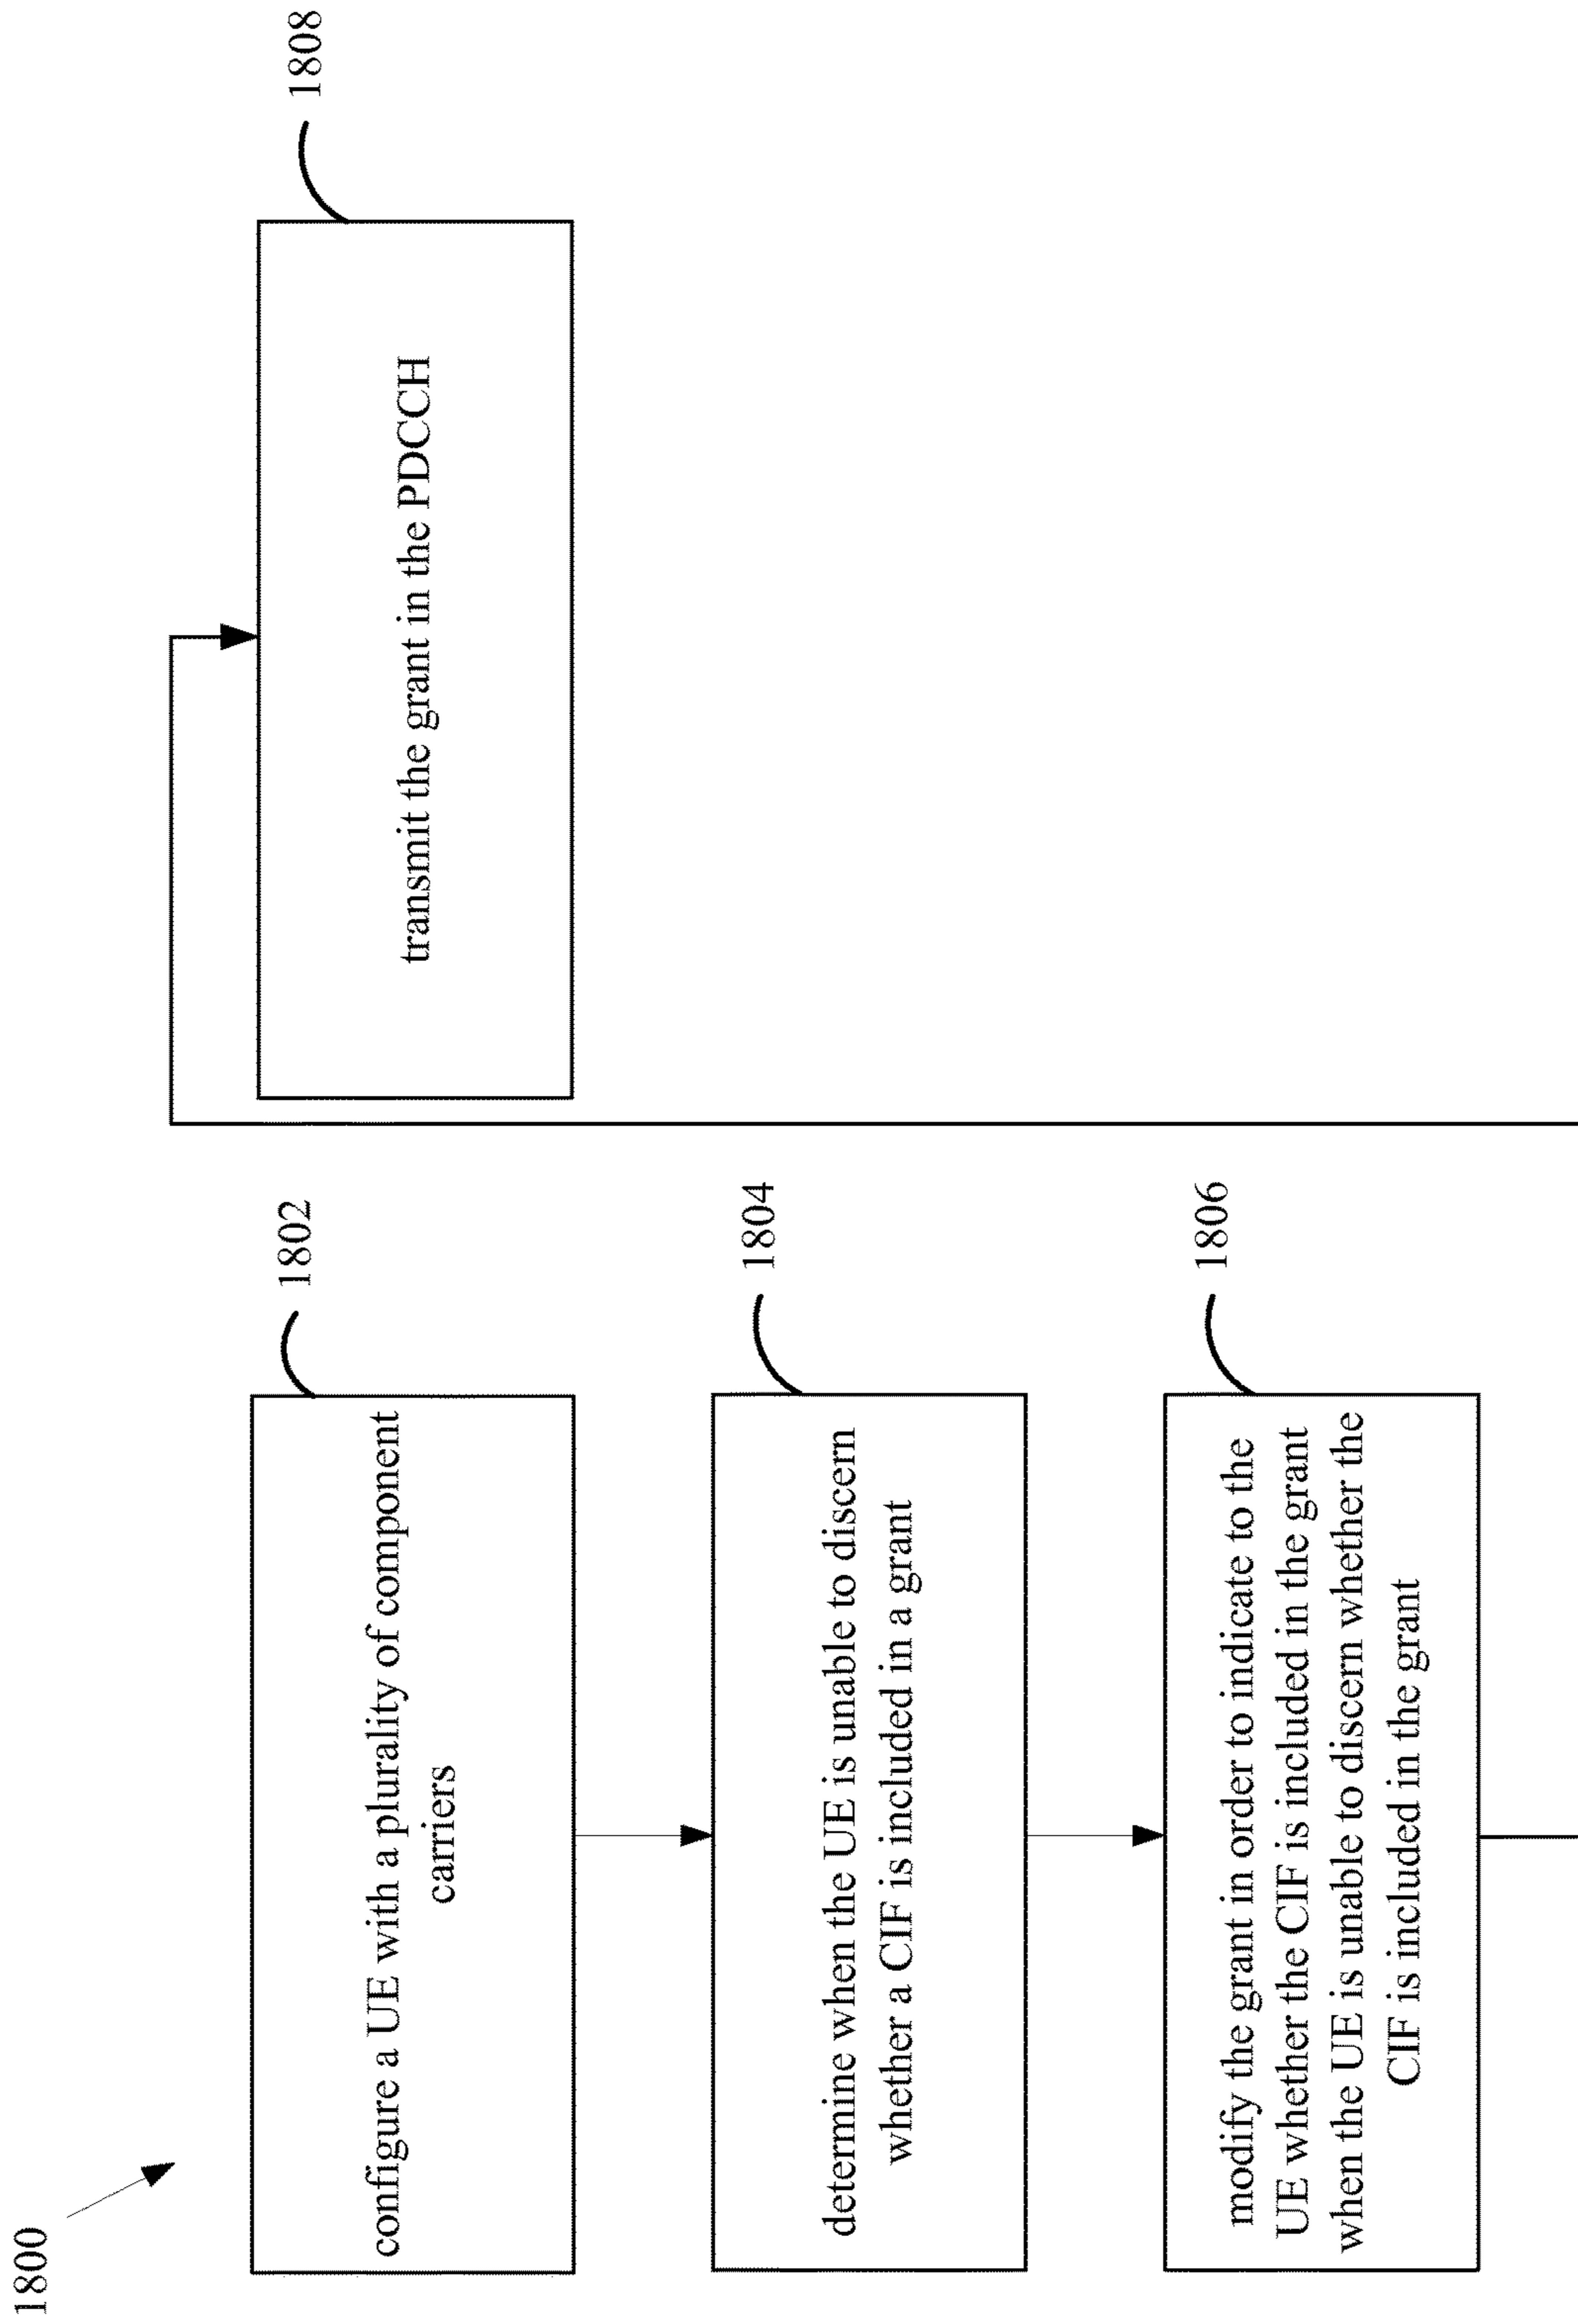 1800
1802
configure a UE with a plurality of component
carriers
1804
determine when the UE is unable to discern
whether a CIF is included in a grant
1806
modify the grant in order to indicate to the
UE whether the CIF is included in the grant
when the UE is unable to discern whether the
CIF is included in the grant
1808
transmit the grant in the PDCCH